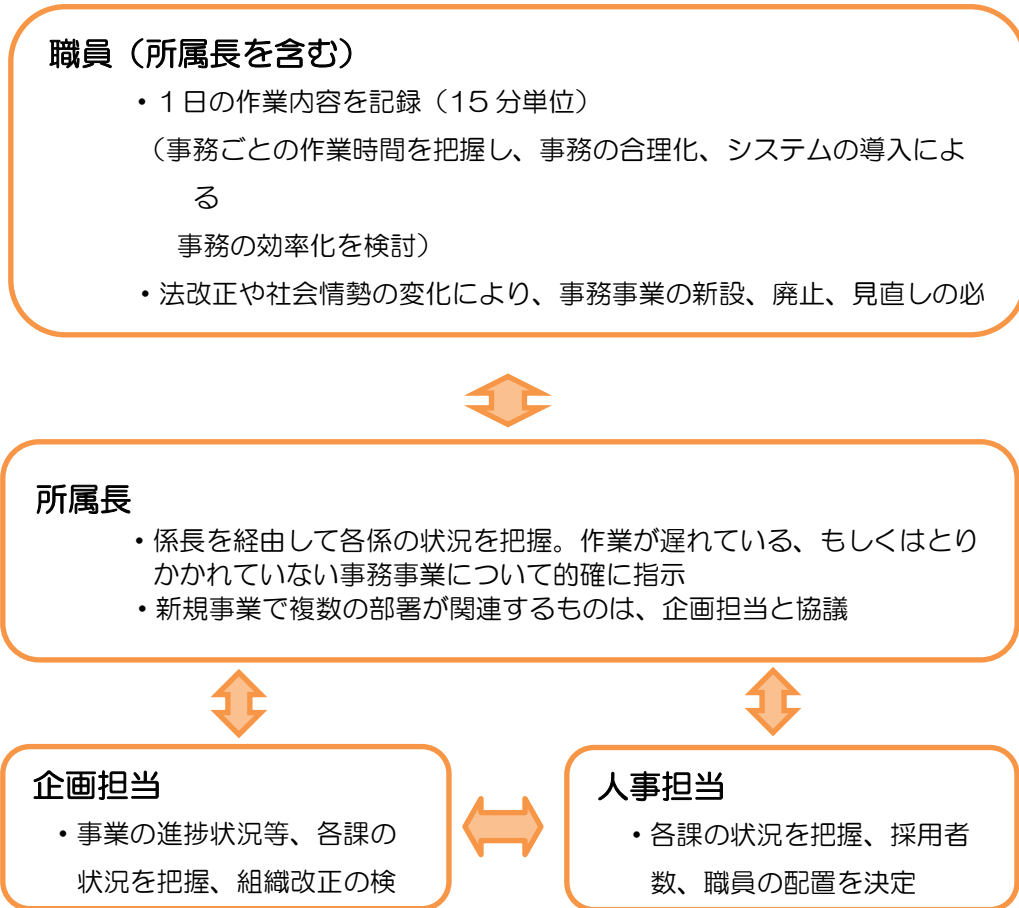 職員（所属長を含む）
・１日の作業内容を記録（15 分単位）
（事務ごとの作業時間を把握し、事務の合理化、システムの導入によ
る
事務の効率化を検討）
・法改正や社会情勢の変化により、事務事業の新設、廃止、見直しの必
所属長
・係長を経由して各係の状況を把握。作業が遅れている、もしくはとり
かかれていない事務事業について的確に指示
・新規事業で複数の部署が関連するものは、企画担当と協議
企画担当
・事業の進捗状況等、各課の
状況を把握、組織改正の検
人事担当
・各課の状況を把握、採用者
数、職員の配置を決定